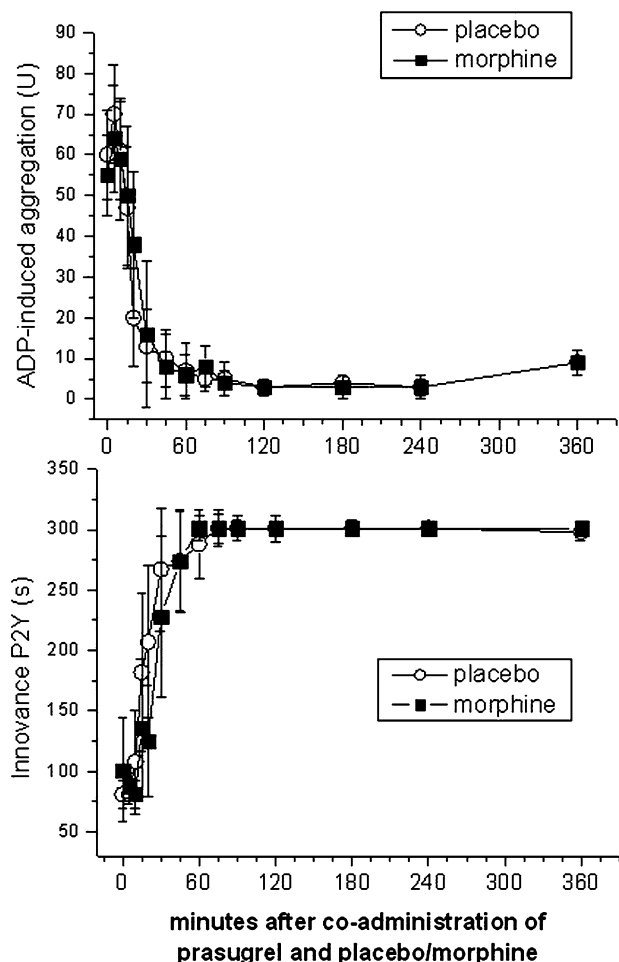 placebo
morphine
ADP-induced aggregation (U)
90
80
70
60
50
40
30
20
10
0
0 60 120 180 240 300 360
Innovance P2Y (s)
350
300
250
200
150
100
50
placebo
morphine
0 60 120 180 240 300 360
minutes after co-administration of
prasugrel and placebo/morphine